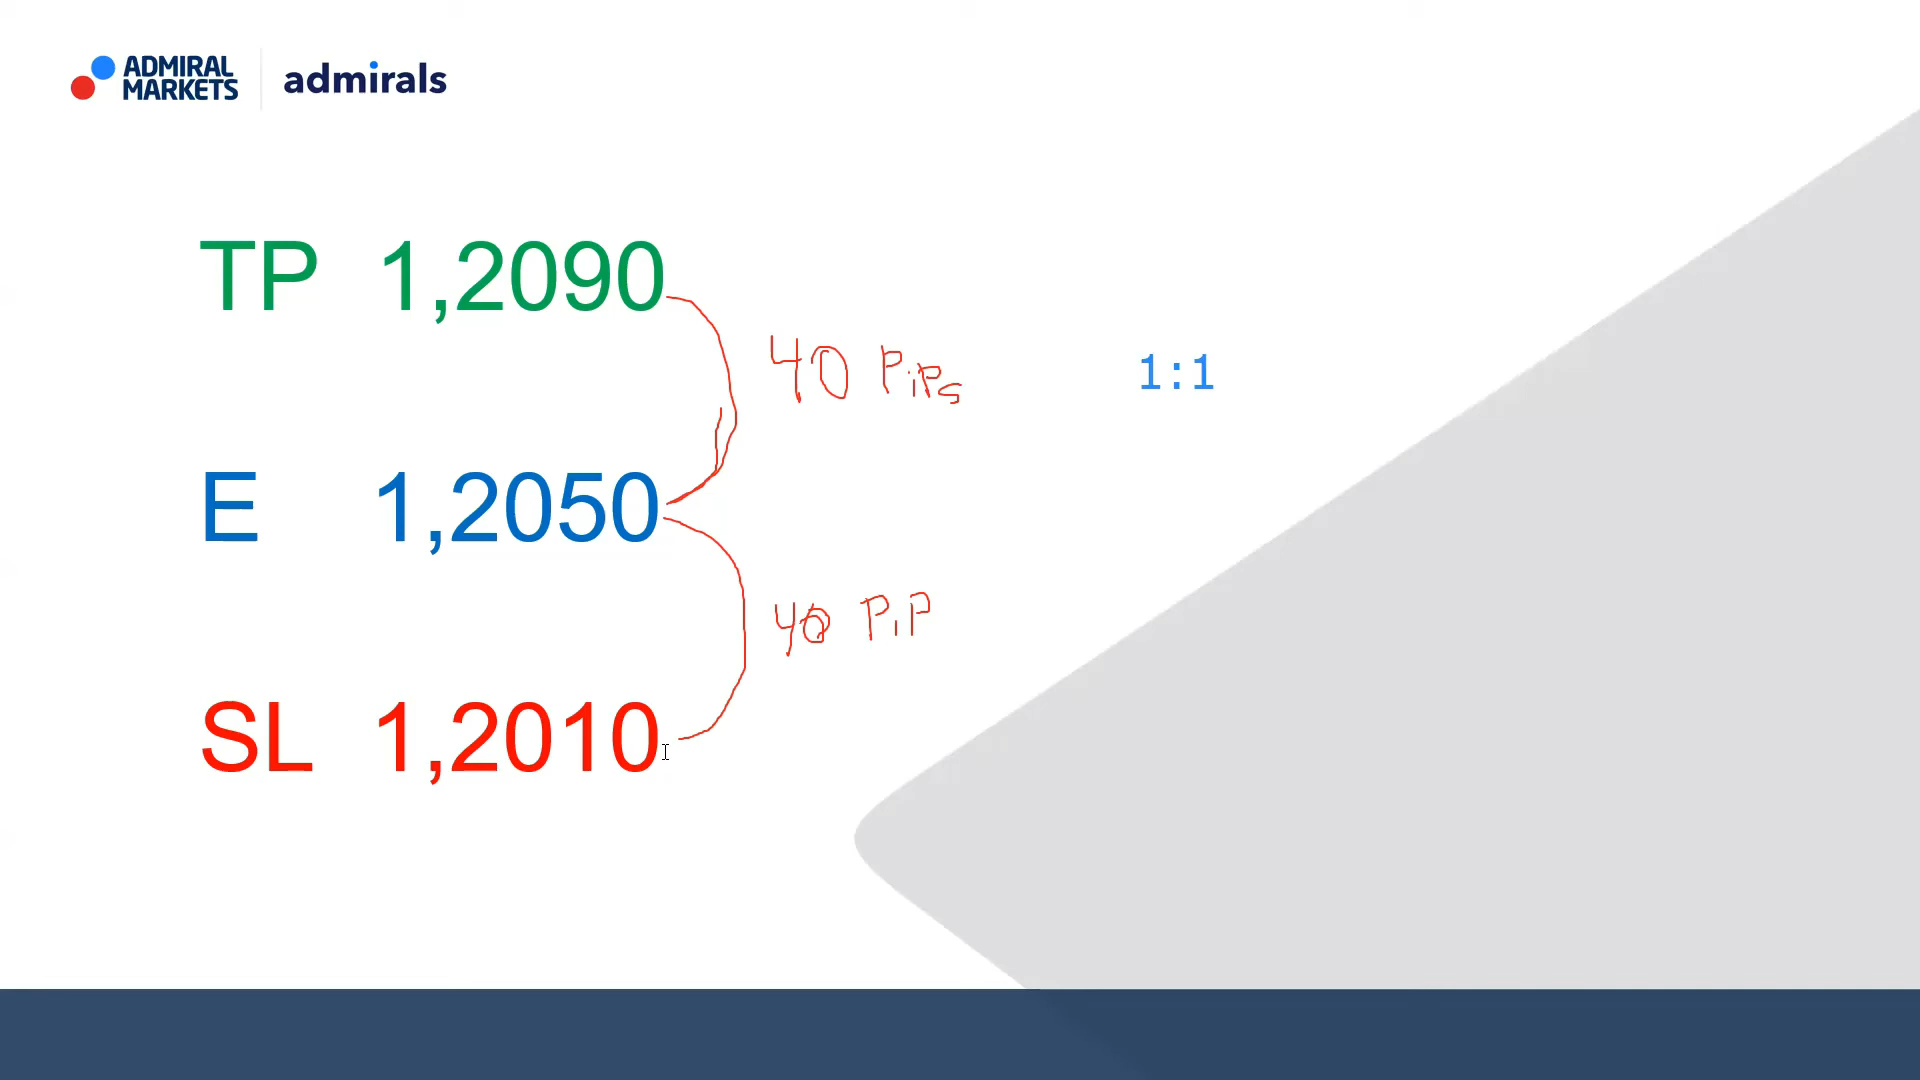 ADMIRAL
MARKETS
admirals
TP 1,2090
40 PiPs
1:1
E 1,2050
40 PiP
SL 1,2010